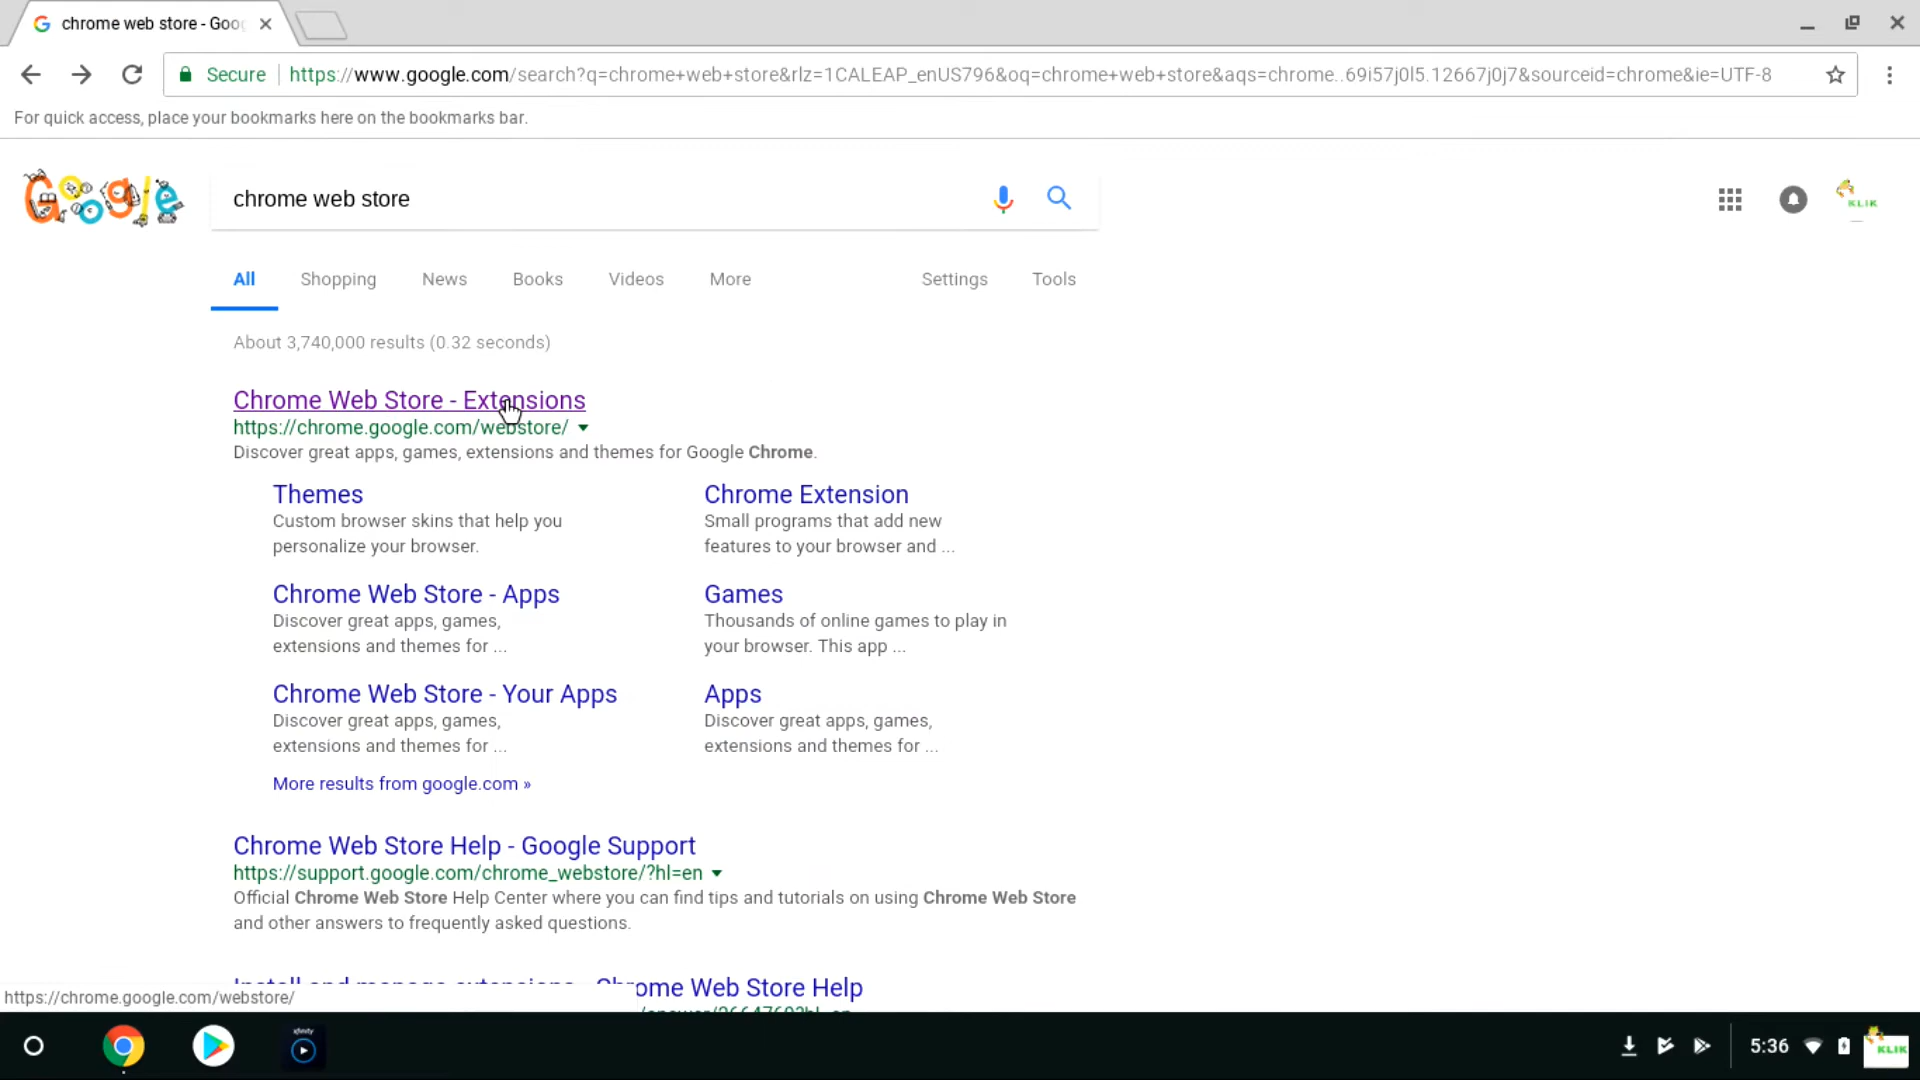 chrome web store - Goo
Secure https://www.google.com/search?q=chrome+web+store&rlz=1CALEAP_enUS796&oq=chrome+web+store&aqs=chrome..69i57j0l5.12667j0j7&sourceid=chrome&ie=UTF-8
For quick access, place your bookmarks here on the bookmarks bar.
Google
chrome web store
KLIK
All Shopping News Books Videos More Settings Tools
About 3,740,000 results (0.32 seconds)
Chrome Web Store - Extensions
https://chrome.google.com/webstore/
Discover great apps, games, extensions and themes for Google Chrome.
Themes
Custom browser skins that help you
personalize your browser.
Chrome Extension
Small programs that add new
features to your browser and ...
Chrome Web Store - Apps
Discover great apps, games,
extensions and themes for ...
Games
Thousands of online games to play in
your browser. This app ...
Chrome Web Store - Your Apps
Discover great apps, games,
extensions and themes for ...
Apps
Discover great apps, games,
extensions and themes for ...
More results from google.com »
Chrome Web Store Help - Google Support
https://support.google.com/chrome_webstore/?hl=en
Official Chrome Web Store Help Center where you can find tips and tutorials on using Chrome Web Store
and other answers to frequently asked questions.
Install and manage extensions - Chrome Web Store Help
https://chrome.google.com/webstore/
xfinity
5:36
KLIK